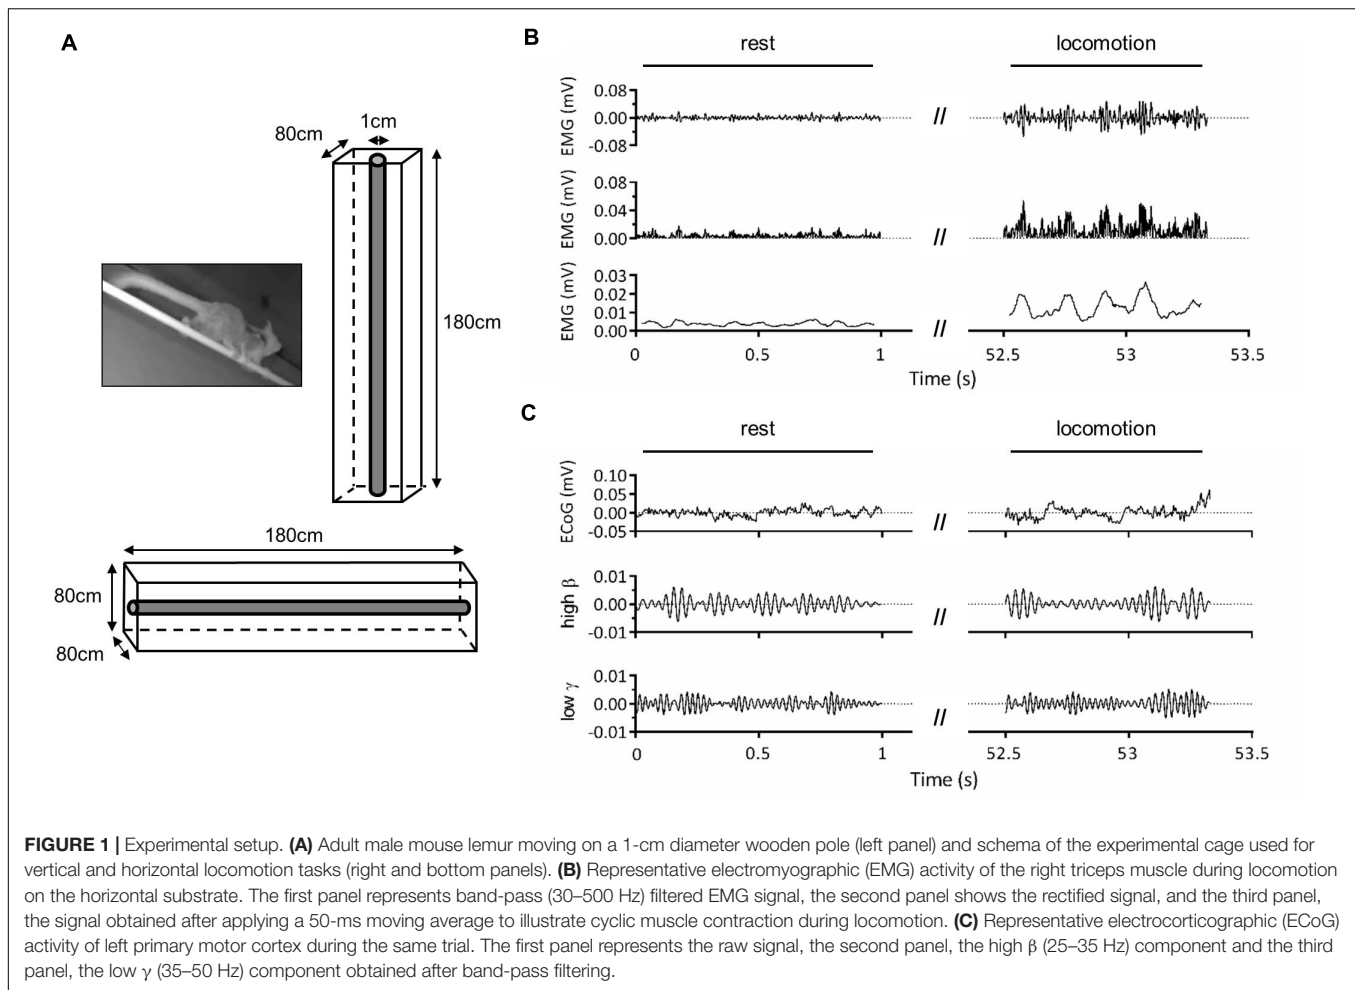 A
80cm
1cm
180cm
180cm
80cm
80cm
B
rest
locomotion
EMG (mV)
0.08
0.00
-0.08
//
EMG (mV)
0.08
0.04
0.00
//
EMG (mV)
0.03
0.02
0.01
0.00
//
0
0.5
1
52.5
53
53.5
Time (s)
C
rest
locomotion
ECoG (mV)
0.10
0.05
0.00
-0.05
//
high β
0.01
0.00
-0.01
//
low γ
0.01
0.00
-0.01
//
0
0.5
1
52.5
53
53.5
Time (s)
FIGURE 1 | Experimental setup. (A) Adult male mouse lemur moving on a 1-cm diameter wooden pole (left panel) and schema of the experimental cage used for
vertical and horizontal locomotion tasks (right and bottom panels). (B) Representative electromyographic (EMG) activity of the right triceps muscle during locomotion
on the horizontal substrate. The first panel represents band-pass (30–500 Hz) filtered EMG signal, the second panel shows the rectified signal, and the third panel,
the signal obtained after applying a 50-ms moving average to illustrate cyclic muscle contraction during locomotion. (C) Representative electrocorticographic (ECoG)
activity of left primary motor cortex during the same trial. The first panel represents the raw signal, the second panel, the high β (25–35 Hz) component and the third
panel, the low γ (35–50 Hz) component obtained after band-pass filtering.